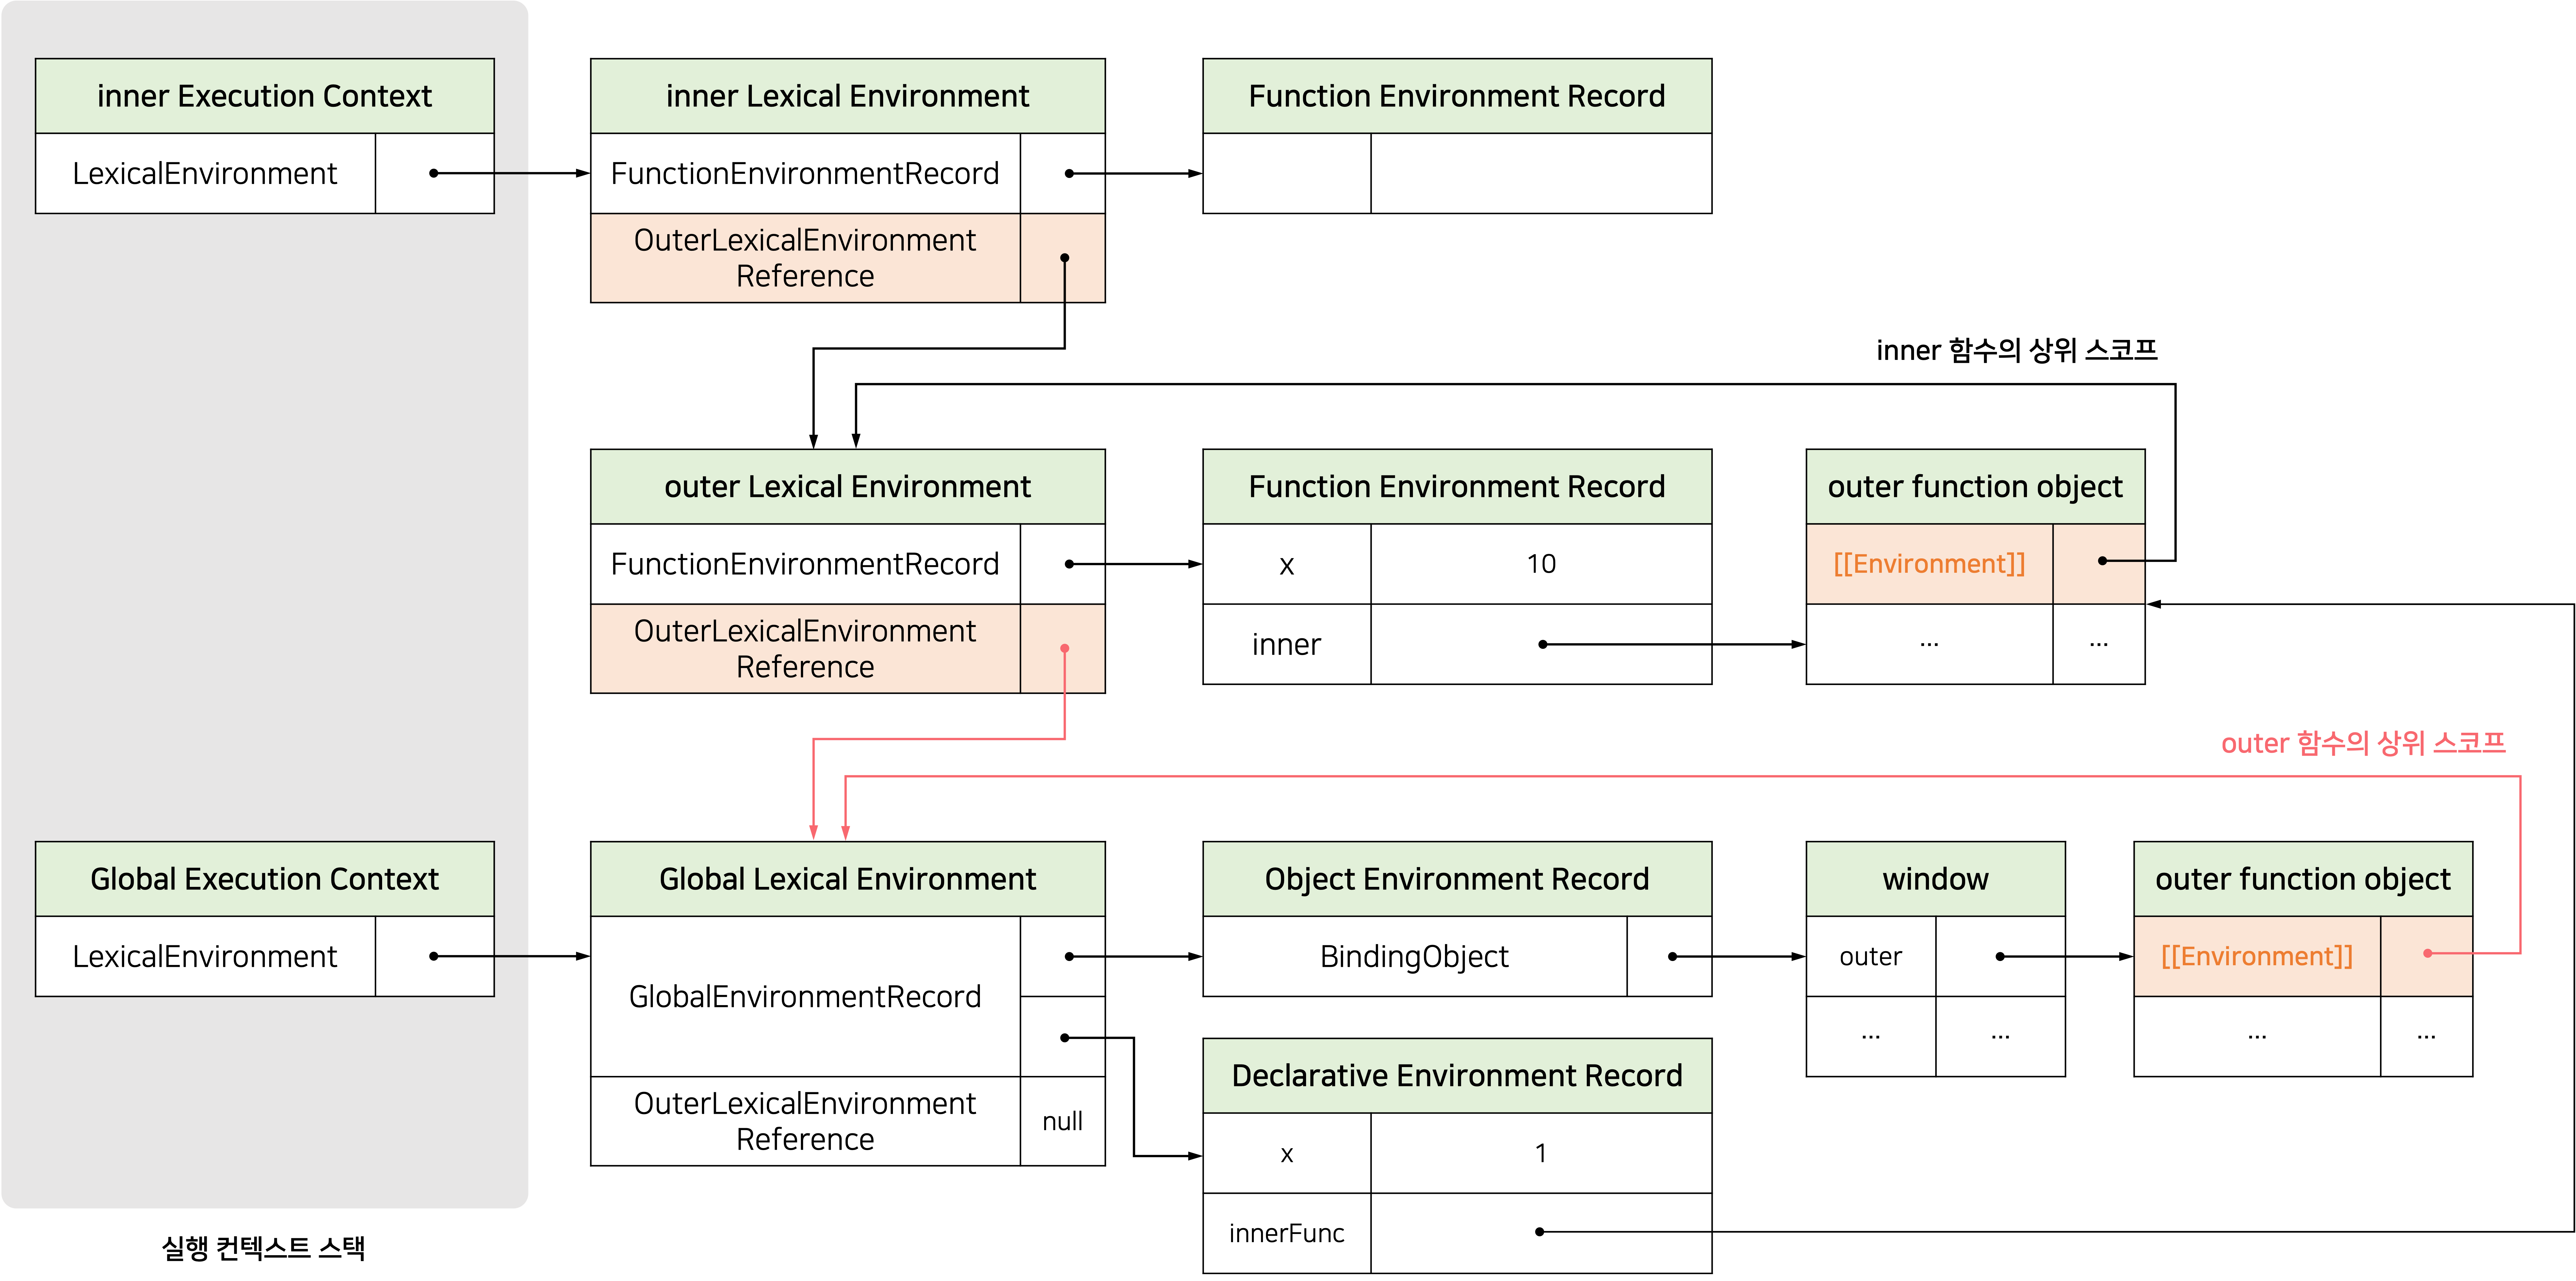 inner Execution Context
LexicalEnvironment
inner Lexical Environment
FunctionEnvironmentRecord
OuterLexicalEnvironment
Reference
Function Environment Record
inner 함수의 상위 스코프
outer Lexical Environment
FunctionEnvironmentRecord
OuterLexicalEnvironment
Reference
Function Environment Record
x 10
inner
outer function object
[[Environment]]
... ...
outer 함수의 상위 스코프
Global Execution Context
LexicalEnvironment
Global Lexical Environment
GlobalEnvironmentRecord
OuterLexicalEnvironment
Reference
null
Object Environment Record
BindingObject
window
outer
... ...
outer function object
[[Environment]]
... ...
Declarative Environment Record
x 1
innerFunc
실행 컨텍스트 스택